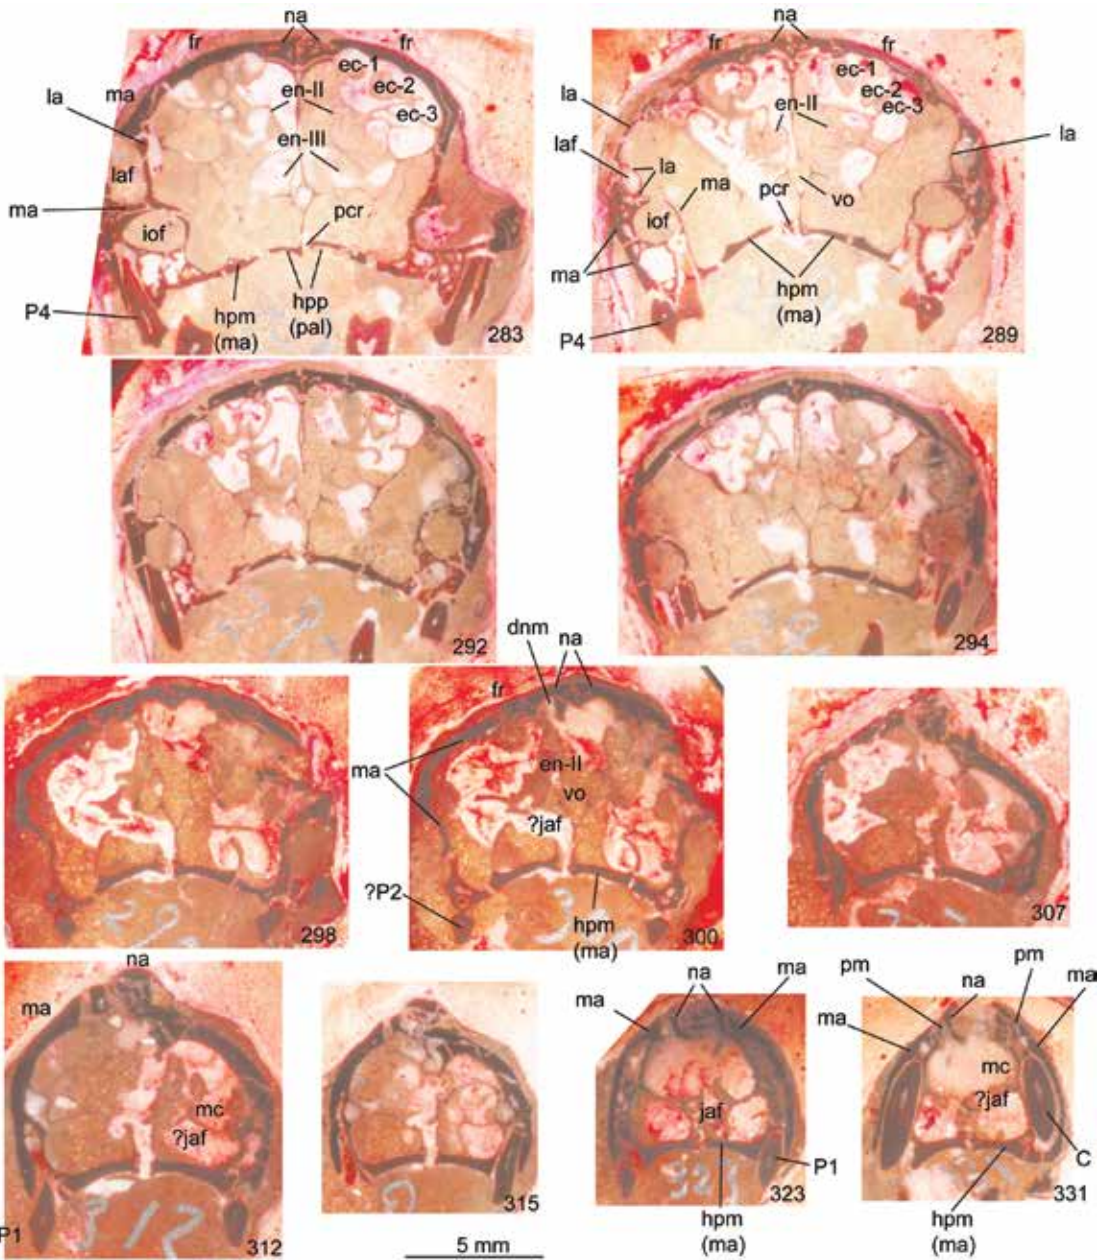 na na
fr fr fr fr
ec-1 ec-1
ma ec-2 ec-2
la en-II ec-3 la en-II ec-3
en-III la
laf laf la
ma pcr ma pcr vo
iof iof
ma
hpp
P4 hpm (pal) hpm
(ma) 283 (ma) 289
P4
292 294
dnm na
fr
ma en-II
vo
?jaf
?P2
298 hpm 300 307
(ma)
na pm pm
ma ma na ma na ma
ma
mc mc
?jaf jaf ?jaf
P1 C
P1 312 315 323 331
hpm hpm
5 mm (ma) (ma)